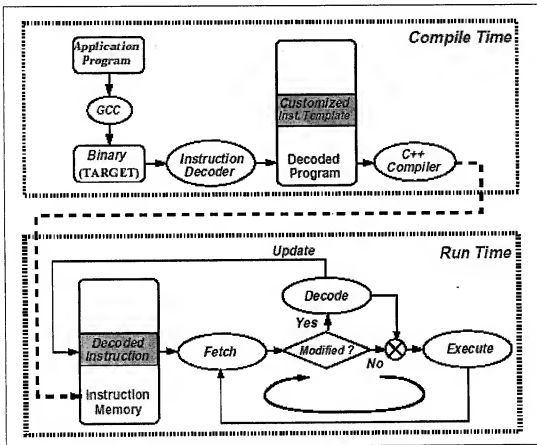 Compile Time
Application
Program
GCC
Binary
(TARGET)
Instruction
Decoder
Customized
Inst. Template
Decoded
Program
C++
Compiler
Run Time
Update
Decode
Yes
Decoded
Instruction
Fetch
Modified ?
No
Execute
Instruction
Memory